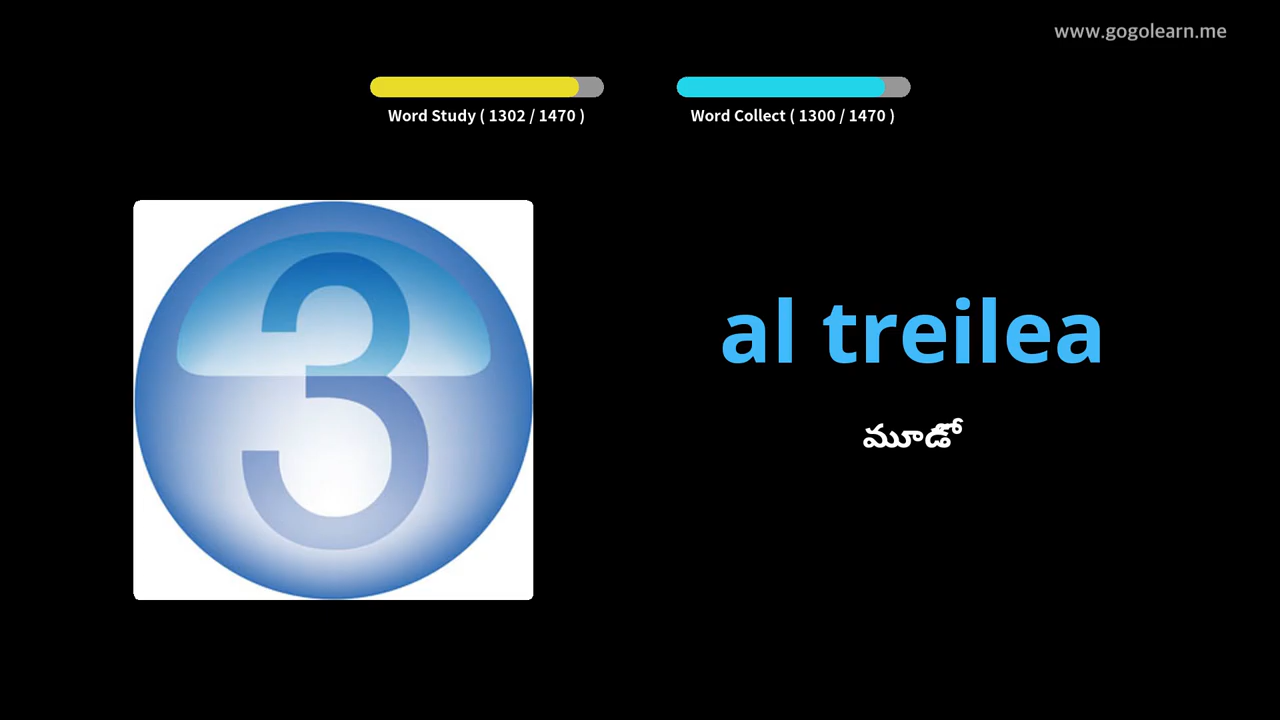 www.gogolearn.me
Word Study ( 1302 / 1470 )
Word Collect ( 1300 / 1470 )
3
al treilea
మూడో